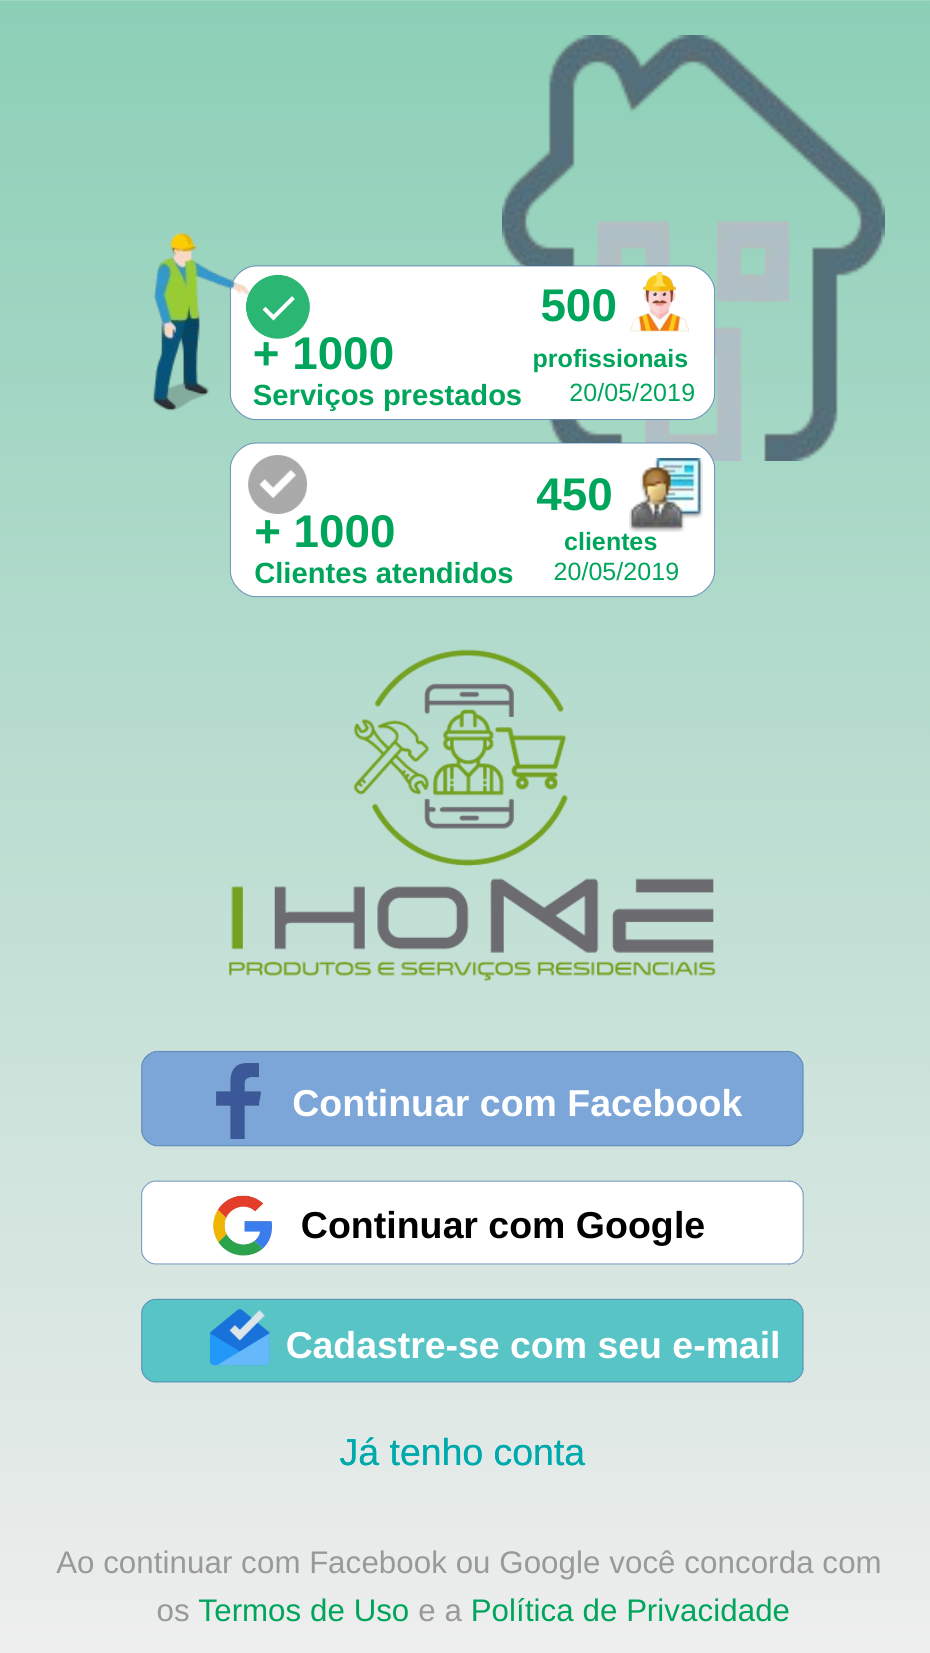 500
+ 1000
profissionais
Serviços prestados
20/05/2019
450
+ 1000
clientes
Clientes atendidos
20/05/2019
I HOME
PRODUTOS E SERVIÇOS RESIDENCIAIS
Continuar com Facebook
Continuar com Google
Cadastre-se com seu e-mail
Já tenho conta
Ao continuar com Facebook ou Google você concorda com
os Termos de Uso e a Política de Privacidade